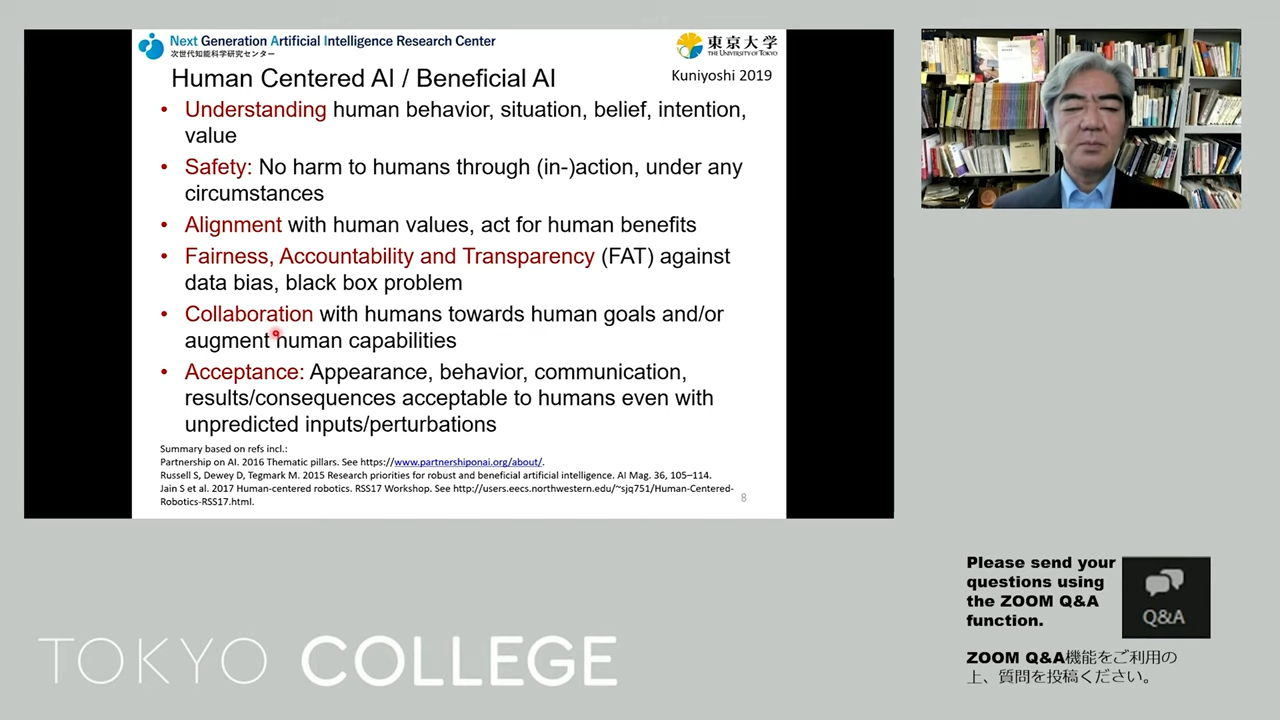 Next Generation Artificial Intelligence Research Center
次世代知能科学研究センター
東京大学
THE UNIVERSITY OF TOKYO
Human Centered AI / Beneficial AI
Kuniyoshi 2019
• Understanding human behavior, situation, belief, intention,
value
• Safety: No harm to humans through (in-)action, under any
circumstances
• Alignment with human values, act for human benefits
• Fairness, Accountability and Transparency (FAT) against
data bias, black box problem
• Collaboration with humans towards human goals and/or
augment human capabilities
• Acceptance: Appearance, behavior, communication,
results/consequences acceptable to humans even with
unpredicted inputs/perturbations
Summary based on refs incl.:
Partnership on AI. 2016 Thematic pillars. See https://www.partnershiponai.org/about/.
Russell S, Dewey D, Tegmark M. 2015 Research priorities for robust and beneficial artificial intelligence. AI Mag. 36, 105–114.
Jain S et al. 2017 Human-centered robotics. RSS17 Workshop. See http://users.eecs.northwestern.edu/~sjq751/Human-Centered-
Robotics-RSS17.html.
8
Please send your
questions using
the ZOOM Q&A
function.
Q&A
ZOOM Q&A機能をご利用の
上、質問を投稿ください。
TOKYO COLLEGE